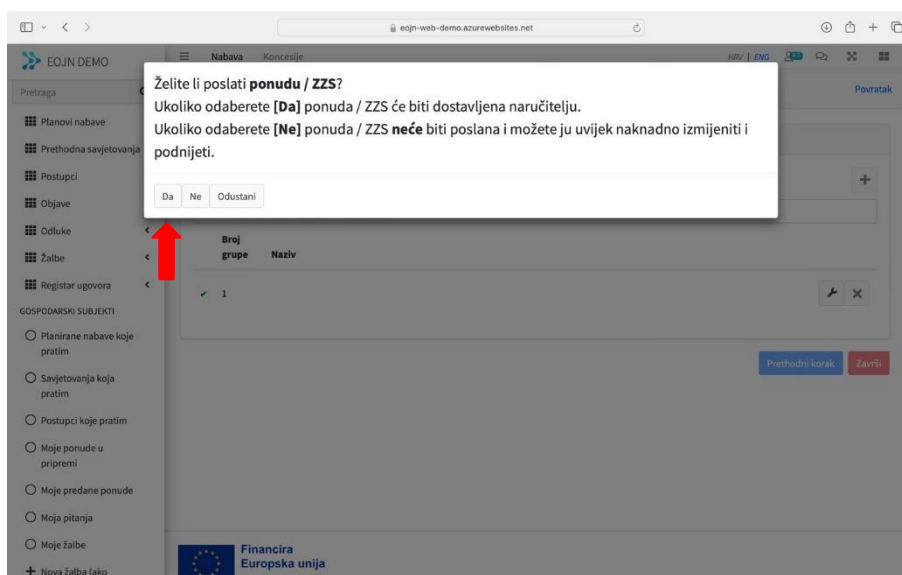 eojn-web-demo.azurewebsites.net
EOJN DEMO
Nabava Koncesije
HRV | ENG
Pretraga
Povratak
Želite li poslati ponudu / ZZS?
Ukoliko odaberete [Da] ponuda / ZZS će biti dostavljena naručitelju.
Ukoliko odaberete [Ne] ponuda / ZZS neće biti poslana i možete ju uvijek naknadno izmijeniti i
podnijeti.
Da Ne Odustani
Planovi nabave
Prethodna savjetovanja
Postupci
Objave
Odluke
Žalbe
Registar ugovora
GOSPODARSKI SUBJEKTI
Planirane nabave koje
pratim
Savjetovanja koja
pratim
Postupci koje pratim
Moje ponude u
pripremi
Moje predane ponude
Moja pitanja
Moje žalbe
Nova žalba (ako
Broj
grupe Naziv
1
Prethodni korak Završi
Financira
Europska unija